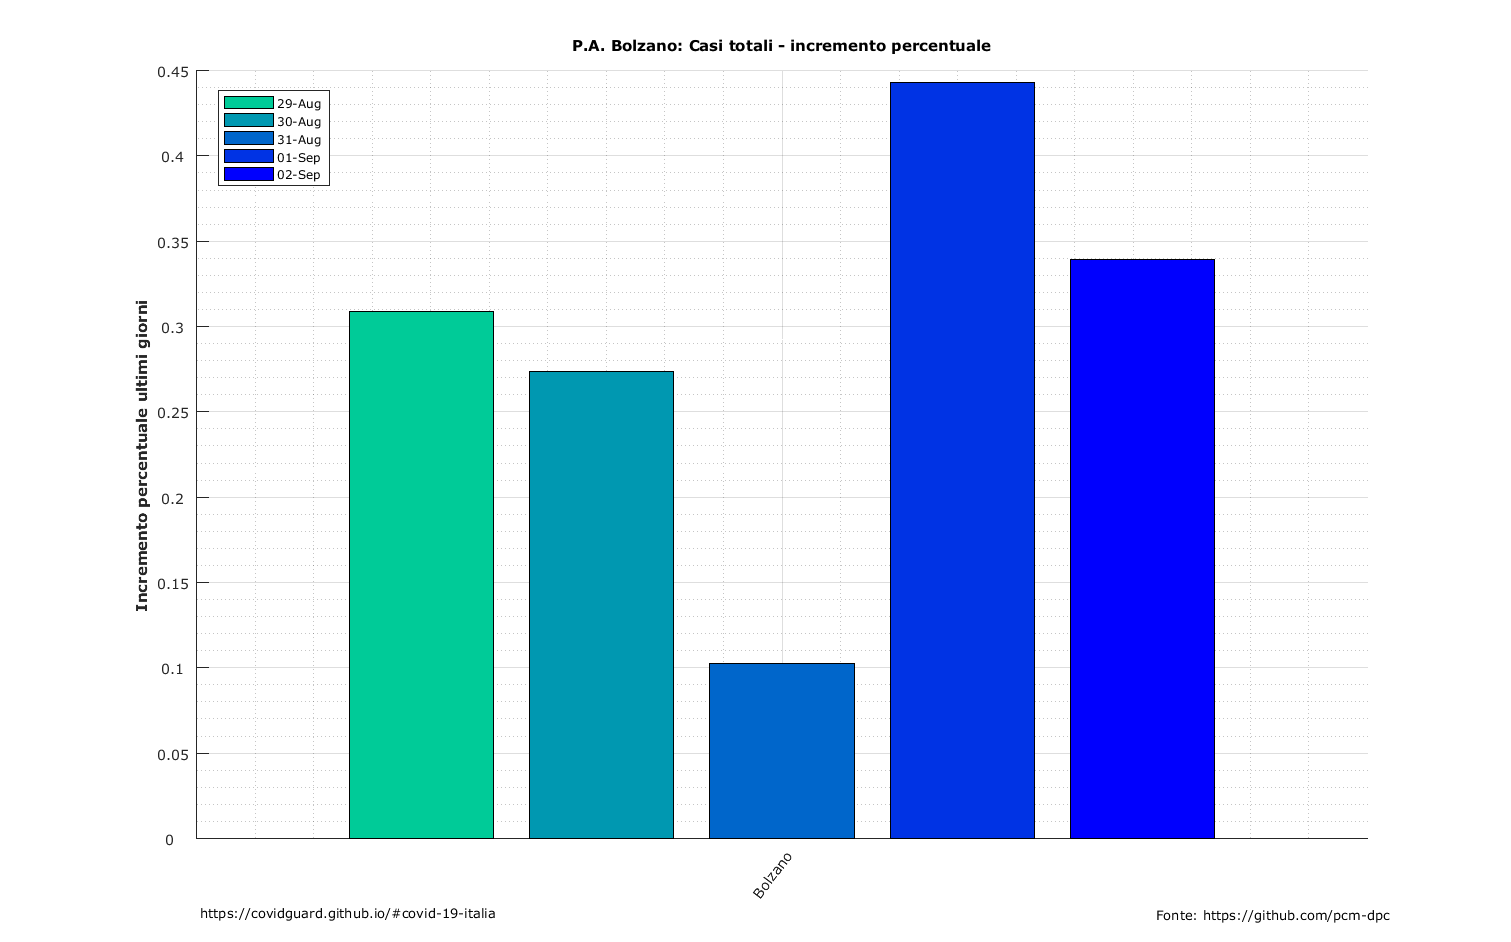 P.A. Bolzano: Casi totali - incremento percentuale
Incremento percentuale ultimi giorni
0.45
0.4
0.35
0.3
0.25
0.2
0.15
0.1
0.05
0
29-Aug
30-Aug
31-Aug
01-Sep
02-Sep
Bolzano
https://covidguard.github.io/#covid-19-italia
Fonte: https://github.com/pcm-dpc